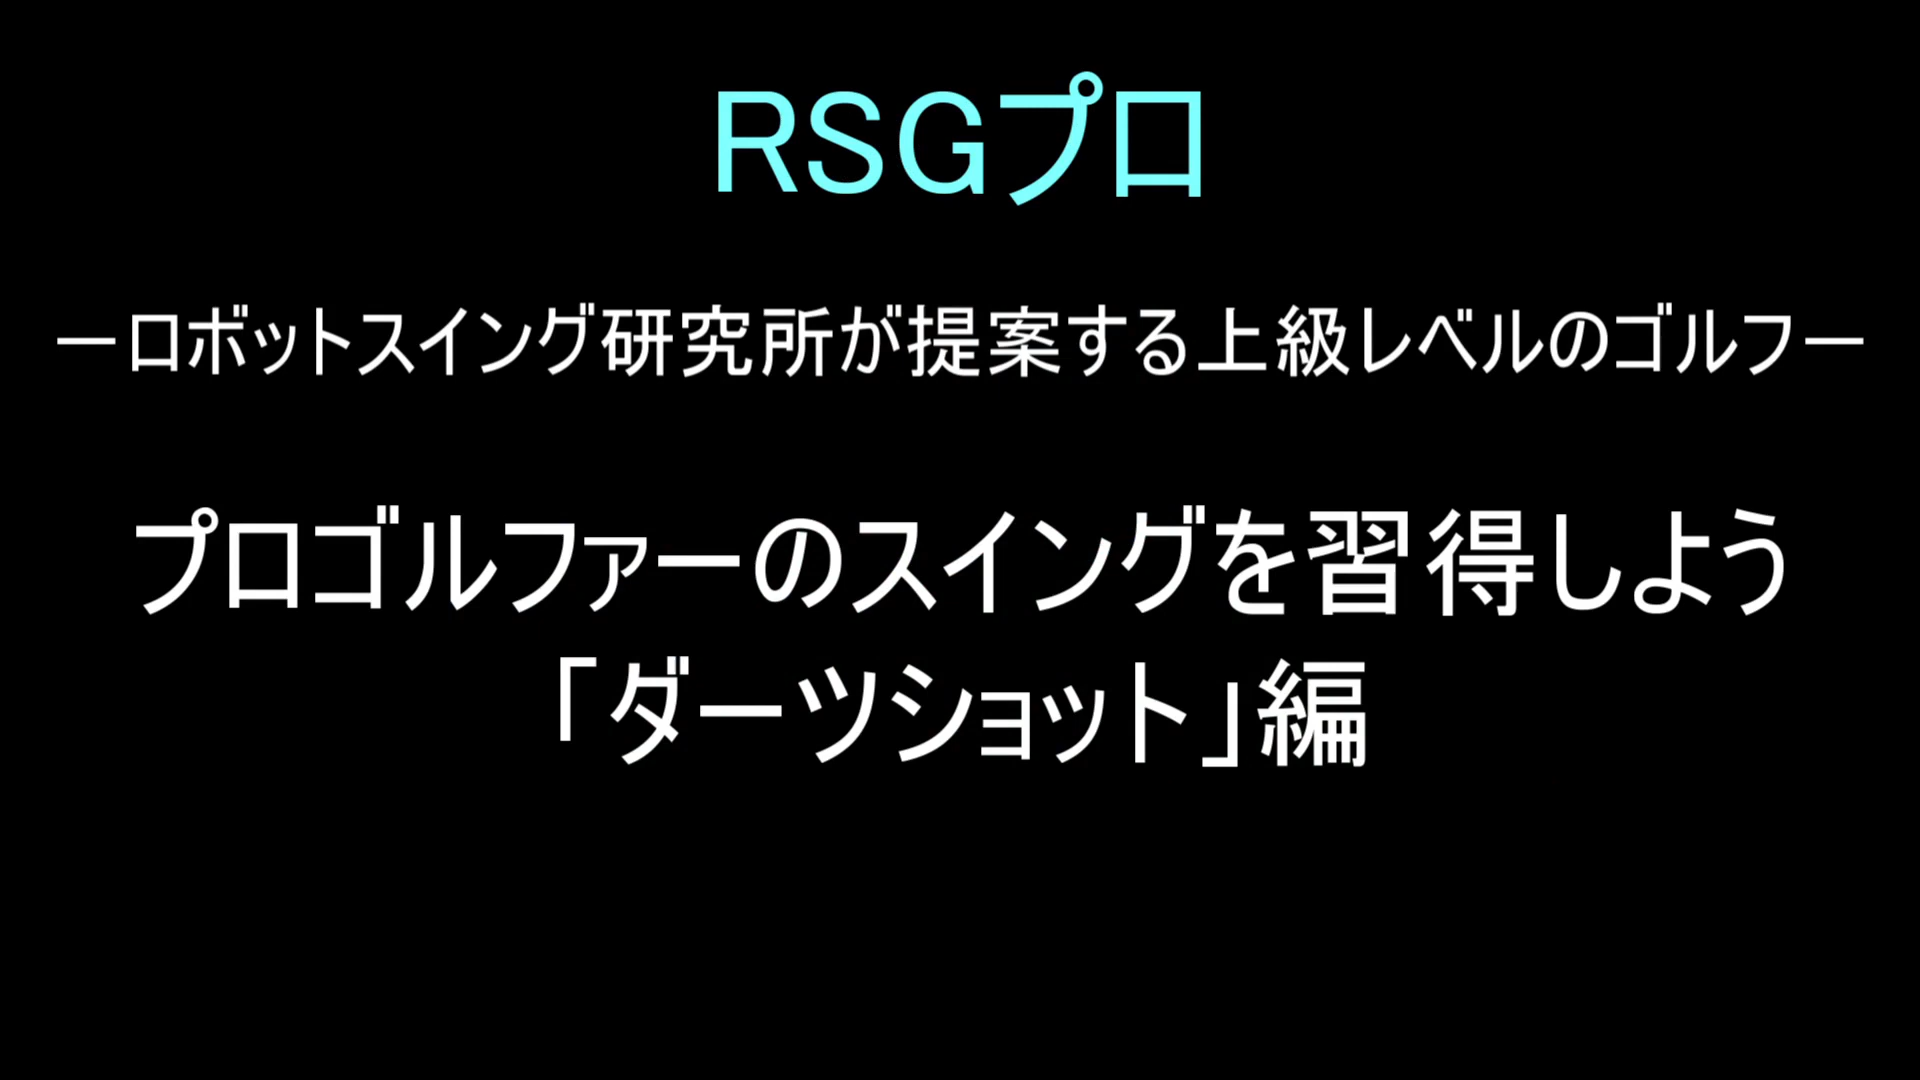 RSGプロ
ーロボットスイング研究所が提案する上級レベルのゴルフー
プロゴルファーのスイングを習得しよう
「ダーツショット」編